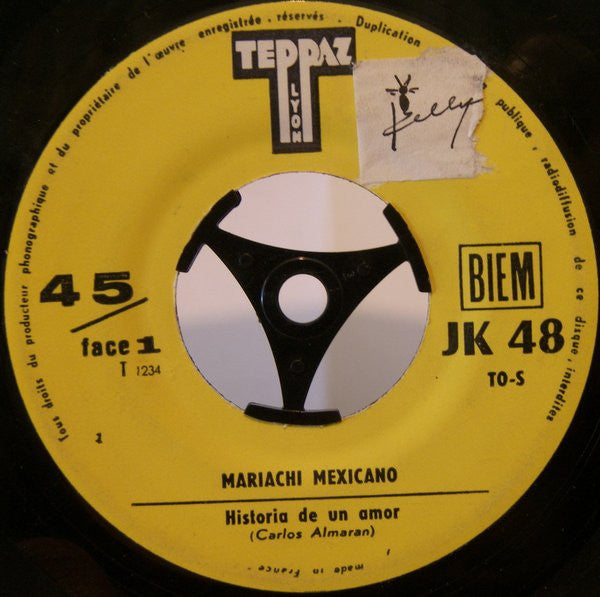 Tous droits du producteur phonographique et du propriétaire de l'œuvre enregistrée . réservés . Duplication
publique, radiodiffusion de ce disque, interdites
TEPPAZ
LYON
Kelly
45
face 1
T 1234
BIEM
JK 48
TO-S
1
MARIACHI MEXICANO
Historia de un amor
(Carlos Almaran)
made in France